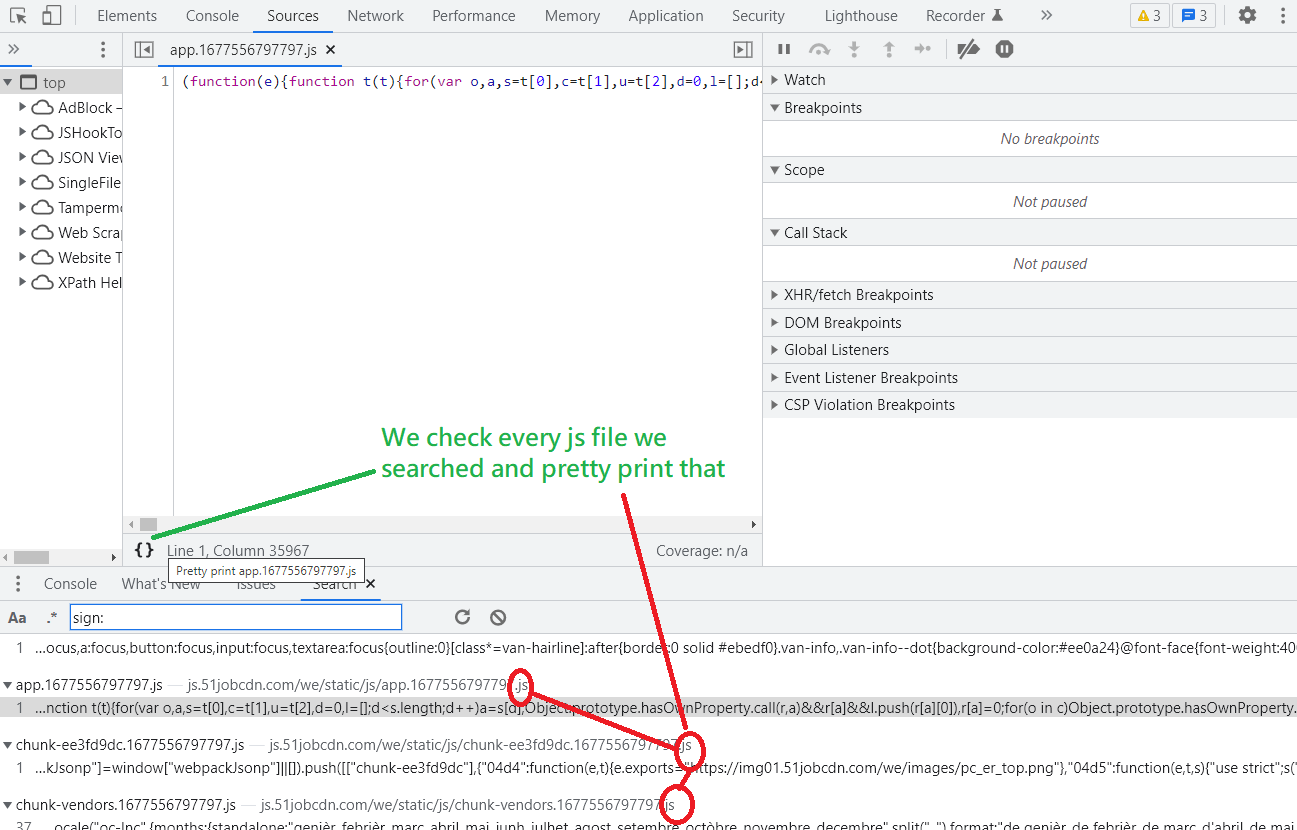 Elements Console Sources Network Performance Memory Application Security Lighthouse Recorder 3 3
app.1677556797797.js
top
AdBlock –
JSHookTo
JSON Vie
SingleFile
Tamperm
Web Scra
Website T
XPath Hel
1 (function(e){function t(t){for(var o,a,s=t[0],c=t[1],u=t[2],d=0,l=[];d<
Watch
Breakpoints
No breakpoints
Scope
Not paused
Call Stack
Not paused
XHR/fetch Breakpoints
DOM Breakpoints
Global Listeners
Event Listener Breakpoints
CSP Violation Breakpoints
We check every js file we
searched and pretty print that
{} Line 1, Column 35967 Coverage: n/a
Pretty print app.1677556797797.js
Console What's New Issues Search
Aa .* sign:
1 ...ocus,a:focus,button:focus,input:focus,textarea:focus{outline:0}[class*=van-hairline]:after{border:0 solid #ebedf0}.van-info,.van-info--dot{background-color:#ee0a24}@font-face{font-weight:40
app.1677556797797.js — js.51jobcdn.com/we/static/js/app.1677556797797.js
1 ...nction t(t){for(var o,a,s=t[0],c=t[1],u=t[2],d=0,l=[];d<s.length;d++)a=s[d],Object.prototype.hasOwnProperty.call(r,a)&&r[a]&&l.push(r[a][0]),r[a]=0;for(o in c)Object.prototype.hasOwnProperty.
chunk-ee3fd9dc.1677556797797.js — js.51jobcdn.com/we/static/js/chunk-ee3fd9dc.1677556797797.js
1 ...kJsonp"]=window["webpackJsonp"]||[]).push([["chunk-ee3fd9dc"],{"04d4":function(e,t){e.exports="https://img01.51jobcdn.com/we/images/pc_er_top.png"},"04d5":function(e,t,s){"use strict";s("
chunk-vendors.1677556797797.js — js.51jobcdn.com/we/static/js/chunk-vendors.1677556797797.js
37 ...ocale("oc-lnc",{months:{standalone:"genièr_febrièr_març_abril_mai_junh_julhet_agost_setembre_octòbre_novembre_decembre".split("_"),format:"de genièr_de febrièr_de març_d'abril_de mai